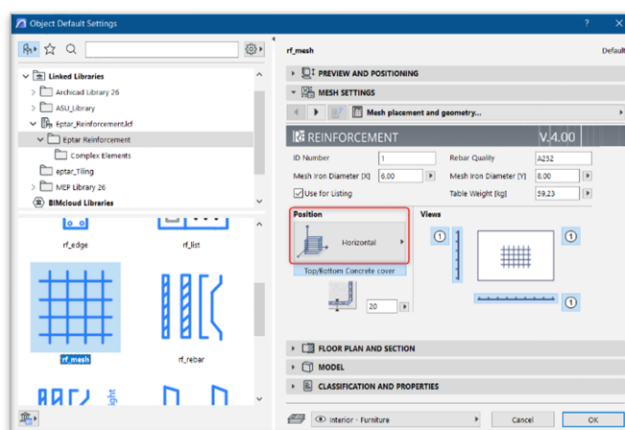 Object Default Settings
? X
rf_mesh
Default
Linked Libraries
Archicad Library 26
ASU_Library
Eptar_Reinforcement.lcf
Eptar Reinforcement
Complex Elements
eptar_Tiling
MEP Library 26
BIMcloud Libraries
rf_edge
rf_list
rf_mesh
rf_rebar
PREVIEW AND POSITIONING
MESH SETTINGS
Mesh placement and geometry...
REINFORCEMENT V.4.00
ID Number 1 Rebar Quality A252
Mesh Iron Diameter [X] 6,00 Mesh Iron Diameter [Y] 8,00
Use for Listing Table Weight [kg] 59,23
Position Views
Horizontal
1 1
Top/Bottom Concrete cover
20
1
FLOOR PLAN AND SECTION
MODEL
CLASSIFICATION AND PROPERTIES
Interior - Furniture
Cancel OK